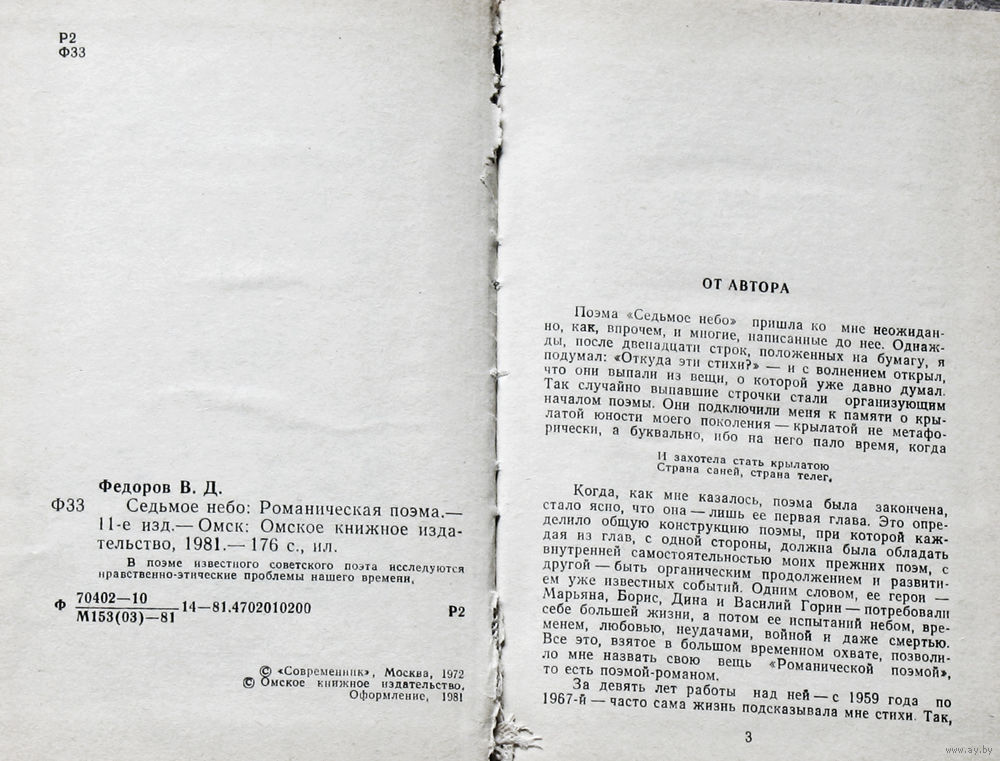 Р2
Ф33
Федоров В. Д.
Ф33 Седьмое небо: Романическая поэма.—
11-е изд.— Омск: Омское книжное изда-
тельство, 1981.— 176 с., ил.
В поэме известного советского поэта исследуются
нравственно-этические проблемы нашего времени.
Ф 70402—10
М153(03)—81 14—81.4702010200 Р2
© «Современник», Москва, 1972
© Омское книжное издательство,
Оформление, 1981
ОТ АВТОРА
Поэма «Седьмое небо» пришла ко мне неожидан-
но, как, впрочем, и многие, написанные до нее. Однаж-
ды, после двенадцати строк, положенных на бумагу, я
подумал: «Откуда эти стихи?» — и с волнением открыл,
что они выпали из вещи, о которой уже давно думал.
Так случайно выпавшие строчки стали организующим
началом поэмы. Они подключили меня к памяти о кры-
латой юности моего поколения — крылатой не метафо-
рически, а буквально, ибо на него пало время, когда
И захотела стать крылатою
Страна саней, страна телег.
Когда, как мне казалось, поэма была закончена,
стало ясно, что она — лишь ее первая глава. Это опре-
делило общую конструкцию поэмы, при которой каж-
дая из глав, с одной стороны, должна была обладать
внутренней самостоятельностью моих прежних поэм, с
другой — быть органическим продолжением и развити-
ем уже известных событий. Одним словом, ее герои —
Марьяна, Борис, Дина и Василий Горин — потребовали
себе большей жизни, а потом ее испытаний небом, вре-
менем, любовью, неудачами, войной и даже смертью.
Все это, взятое в большом временном охвате, позволи-
ло мне назвать свою вещь «Романической поэмой»,
то есть поэмой-романом.
За девять лет работы над ней — с 1959 года по
1967-й — часто сама жизнь подсказывала мне стихи. Так,
3
www.ay.by